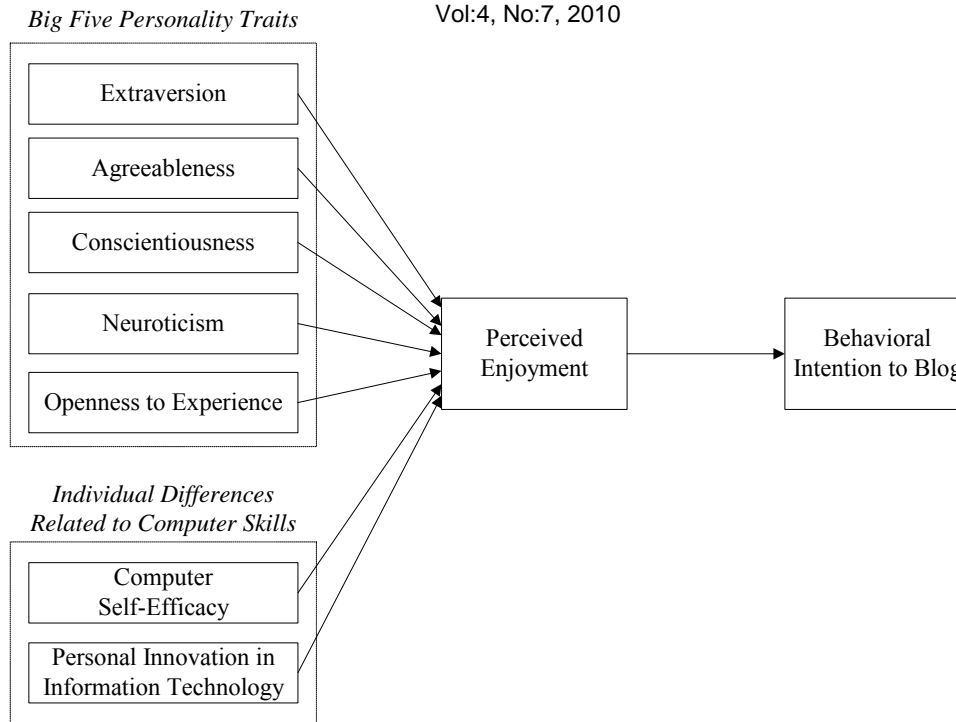 Big Five Personality Traits
Vol:4, No:7, 2010
Extraversion
Agreeableness
Conscientiousness
Neuroticism
Openness to Experience
Perceived
Enjoyment
Behavioral
Intention to Blog
Individual Differences
Related to Computer Skills
Computer
Self-Efficacy
Personal Innovation in
Information Technology